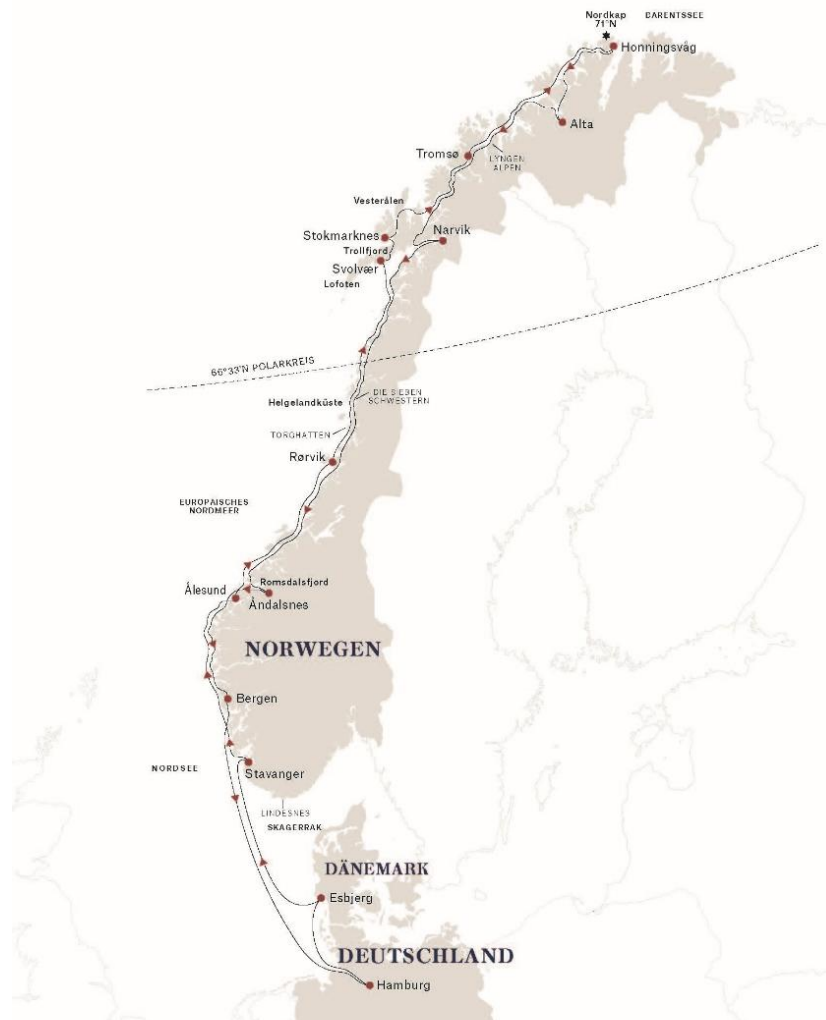 Nordkap
71°N
BARENTSSEE
Honningsvåg
Alta
Tromsø
LYNGEN
ALPEN
Vesterålen
Stokmarknes
Narvik
Trollfjord
Svolvær
Lofoten
66°33'N POLARKREIS
DIE SIEBEN
SCHWESTERN
Helgelandküste
TORGHATTEN
Rørvik
EUROPÄISCHES
NORDMEER
Romsdalsfjord
Ålesund
Åndalsnes
NORWEGEN
Bergen
NORDSEE
Stavanger
LINDESNES
SKAGERRAK
DÄNEMARK
Esbjerg
DEUTSCHLAND
Hamburg